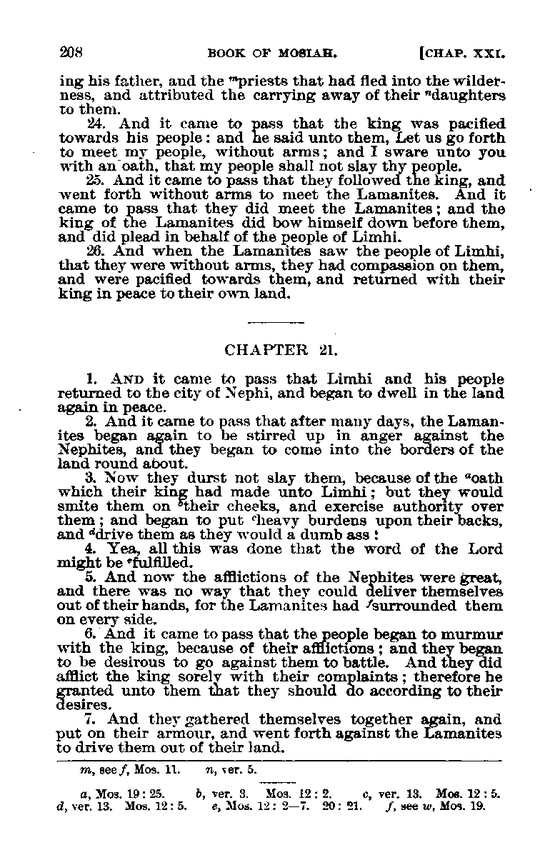 208 BOOK OF MOSIAH. [CHAP. XXI.
ing his father, and the ᵐpriests that had fled into the wilder-
ness, and attributed the carrying away of their ⁿdaughters
to them.
24. And it came to pass that the king was pacified
towards his people: and he said unto them, Let us go forth
to meet my people, without arms; and I sware unto you
with an oath, that my people shall not slay thy people.
25. And it came to pass that they followed the king, and
went forth without arms to meet the Lamanites. And it
came to pass that they did meet the Lamanites; and the
king of the Lamanites did bow himself down before them,
and did plead in behalf of the people of Limhi.
26. And when the Lamanites saw the people of Limhi,
that they were without arms, they had compassion on them,
and were pacified towards them, and returned with their
king in peace to their own land.
CHAPTER 21.
1. AND it came to pass that Limhi and his people
returned to the city of Nephi, and began to dwell in the land
again in peace.
2. And it came to pass that after many days, the Laman-
ites began again to be stirred up in anger against the
Nephites, and they began to come into the borders of the
land round about.
3. Now they durst not slay them, because of the ᵃoath
which their king had made unto Limhi; but they would
smite them on ᵇtheir cheeks, and exercise authority over
them; and began to put ᶜheavy burdens upon their backs,
and ᵈdrive them as they would a dumb ass!
4. Yea, all this was done that the word of the Lord
might be ᵉfulfilled.
5. And now the afflictions of the Nephites were great,
and there was no way that they could deliver themselves
out of their hands, for the Lamanites had ᶠsurrounded them
on every side.
6. And it came to pass that the people began to murmur
with the king, because of their afflictions; and they began
to be desirous to go against them to battle. And they did
afflict the king sorely with their complaints; therefore he
granted unto them that they should do according to their
desires.
7. And they gathered themselves together again, and
put on their armour, and went forth against the Lamanites
to drive them out of their land.
m, see f, Mos. 11. n, ver. 5.
a, Mos. 19: 25. b, ver. 3. Mos. 12: 2. c, ver. 13. Mos. 12: 5.
d, ver. 13. Mos. 12: 5. e, Mos. 12: 2—7. 20: 21. f, see w, Mos. 19.